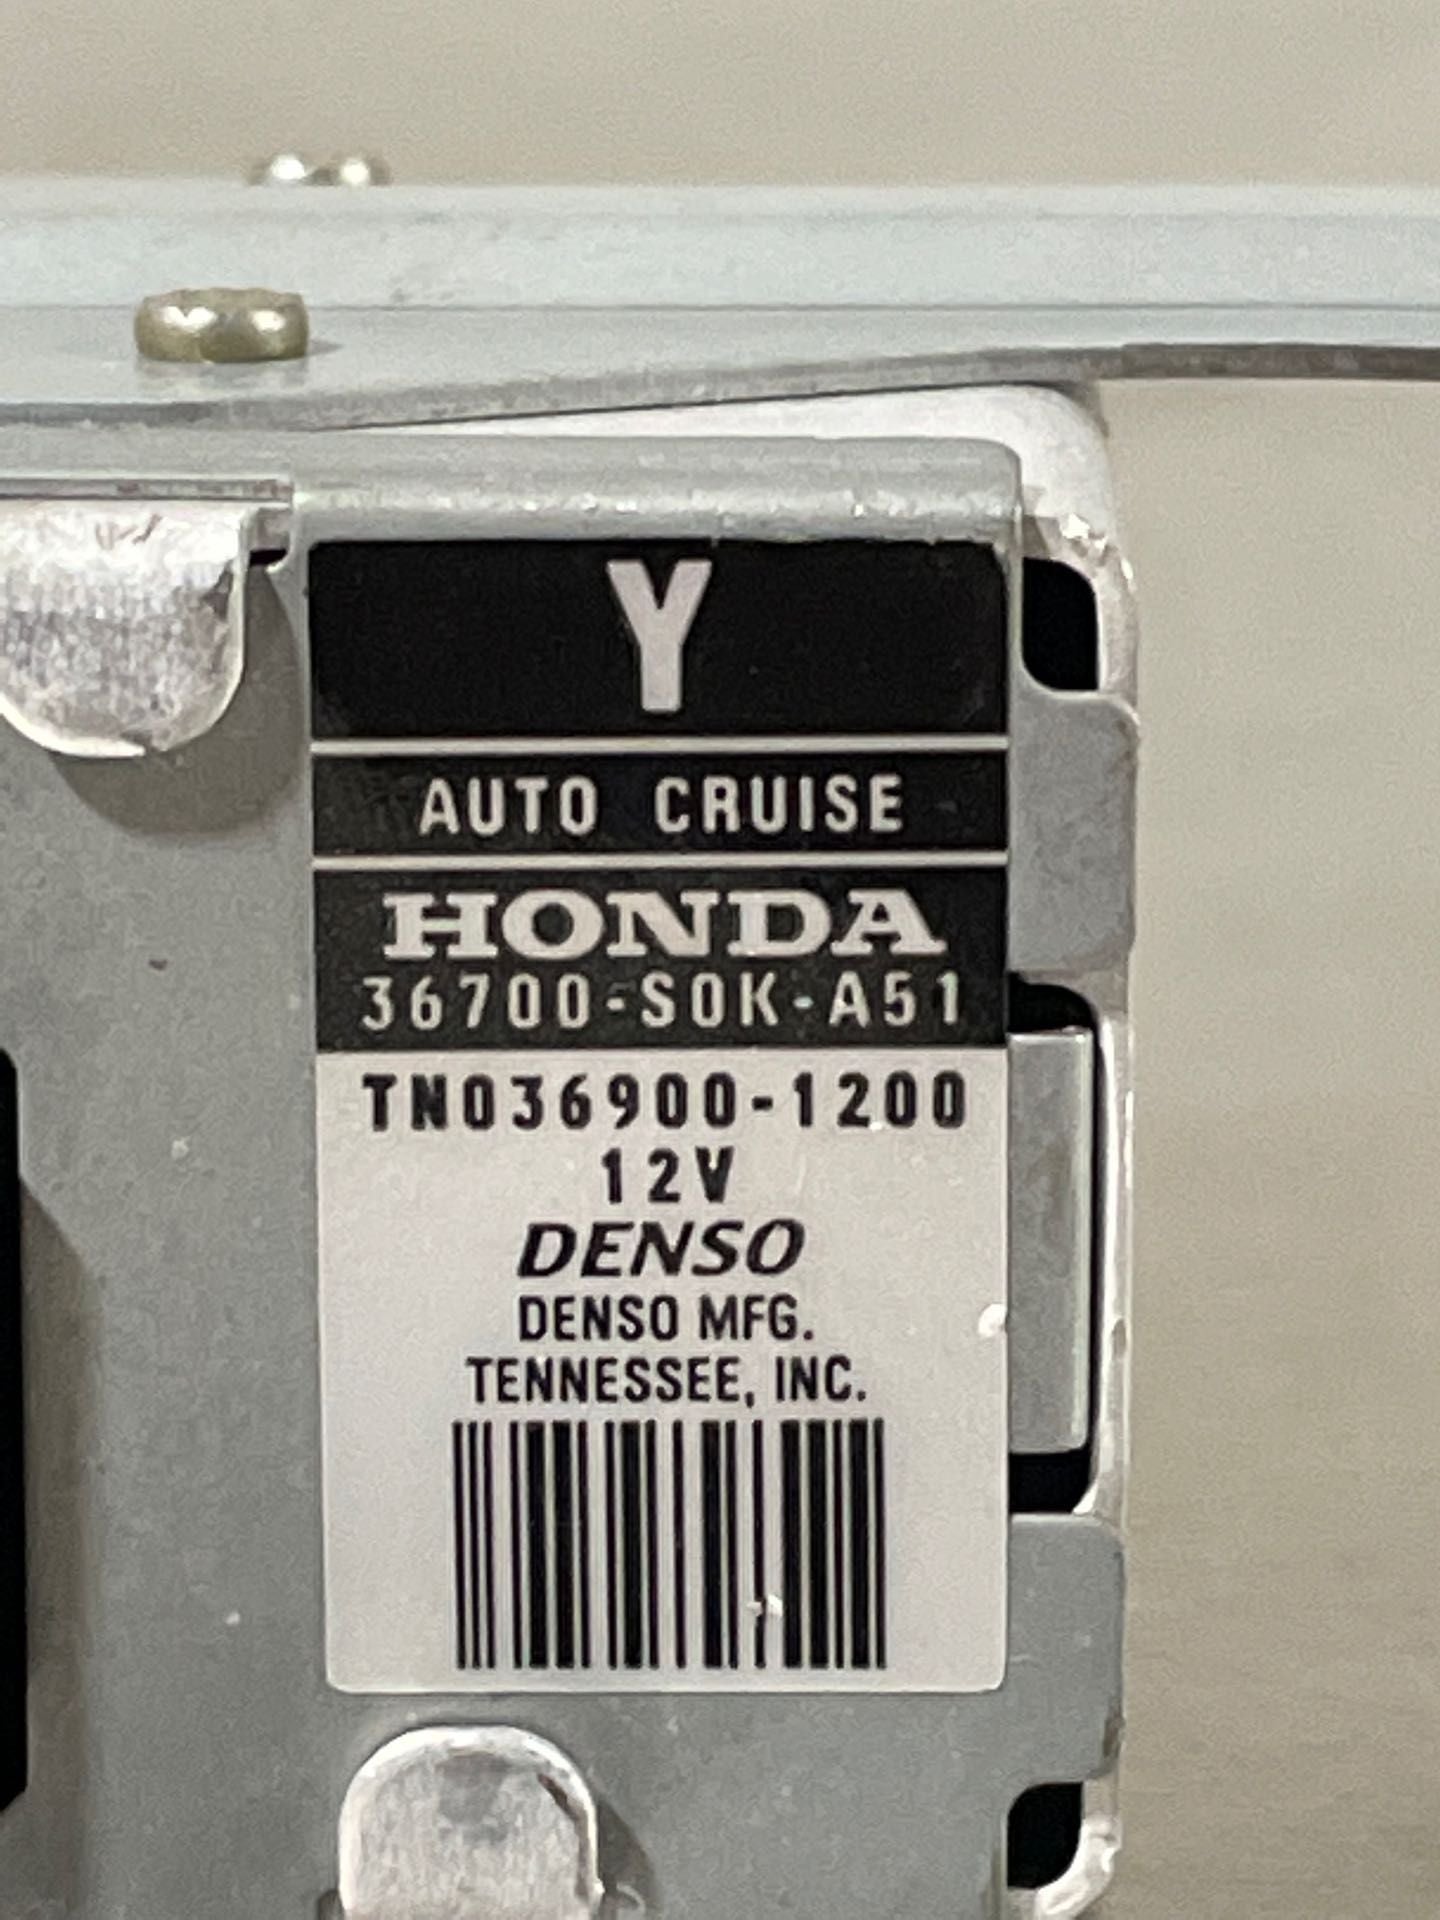 Y
AUTO CRUISE
HONDA
36700-S0K-A51
TN036900-1200
12V
DENSO
DENSO MFG.
TENNESSEE, INC.